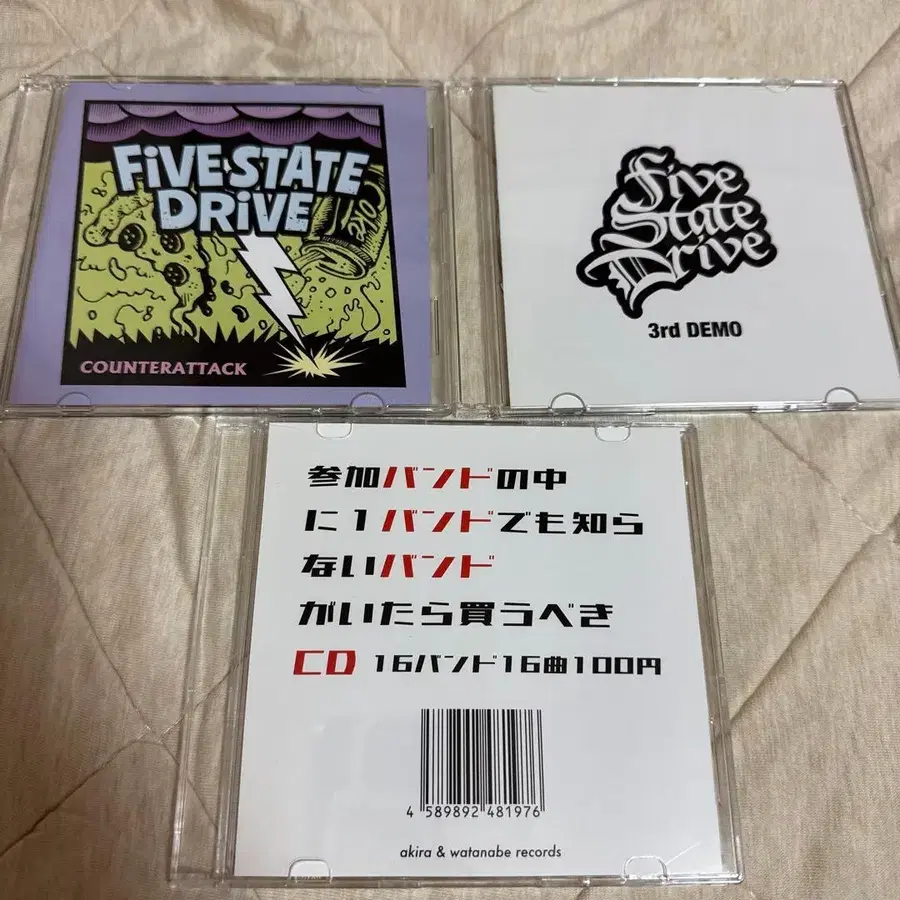 FiVE STATE
DRiVE
COUNTERATTACK
Five
State
Drive
3rd DEMO
参加バンドの中
に1バンドでも知ら
ないバンド
がいたら買うべき
CD 16バンド16曲100円
4 589892 481976
akira & watanabe records